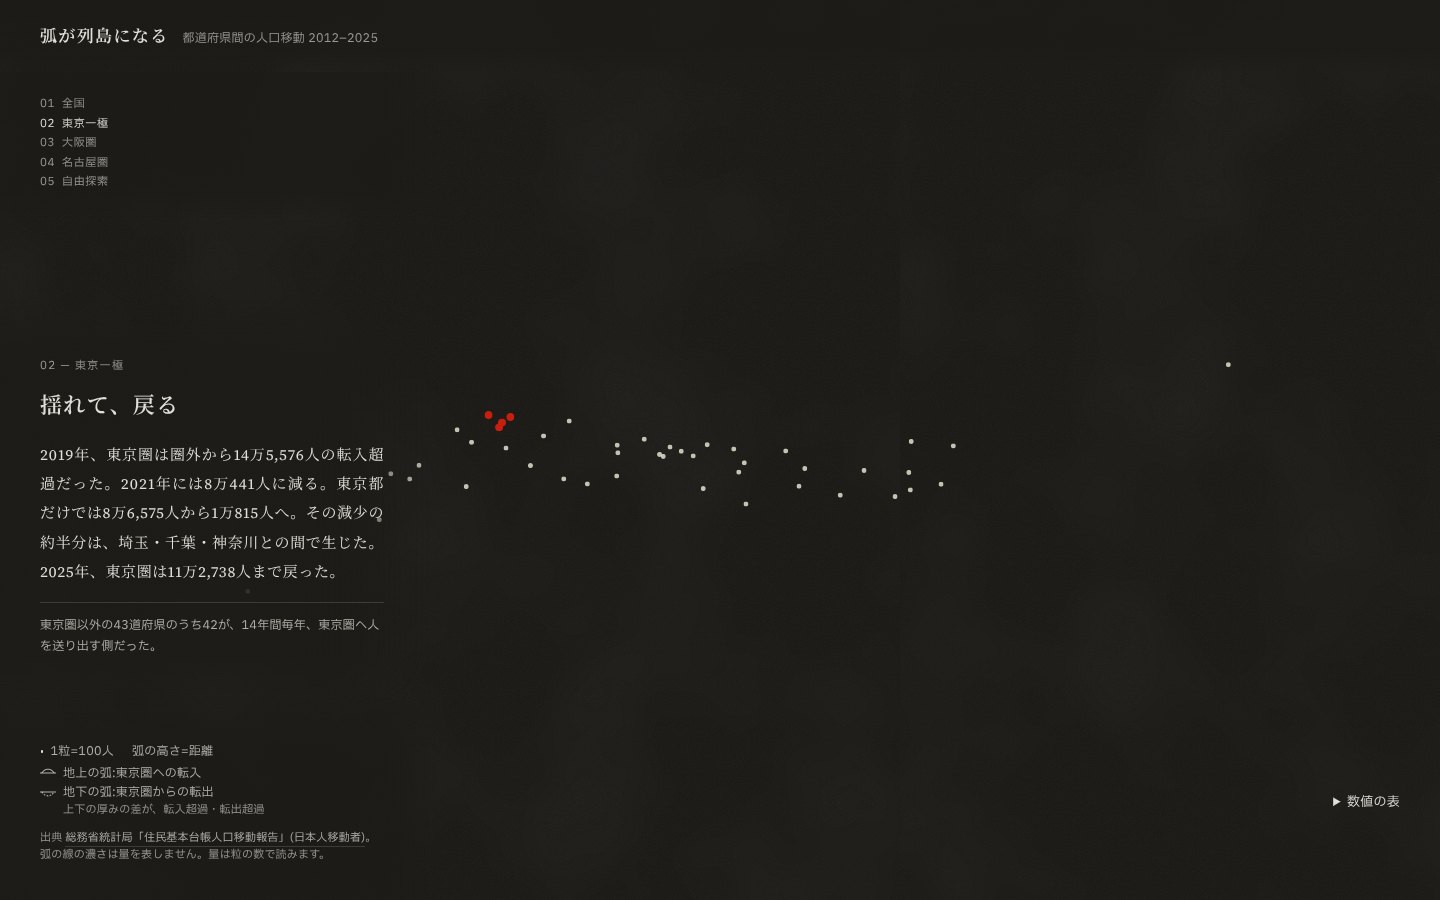 弧が列島になる 都道府県間の人口移動 2012–2025
01 全国
02 東京一極
03 大阪圏
04 名古屋圏
05 自由探索
02 — 東京一極
揺れて、戻る
2019年、東京圏は圏外から14万5,576人の転入超
過だった。2021年には8万441人に減る。東京都
だけでは8万6,575人から1万815人へ。その減少の
約半分は、埼玉・千葉・神奈川との間で生じた。
2025年、東京圏は11万2,738人まで戻った。
東京圏以外の43道府県のうち42が、14年間毎年、東京圏へ人
を送り出す側だった。
1粒=100人 弧の高さ=距離
地上の弧:東京圏への転入
地下の弧:東京圏からの転出
上下の厚みの差が、転入超過・転出超過
▶ 数値の表
出典 総務省統計局「住民基本台帳人口移動報告」(日本人移動者)。
弧の線の濃さは量を表しません。量は粒の数で読みます。